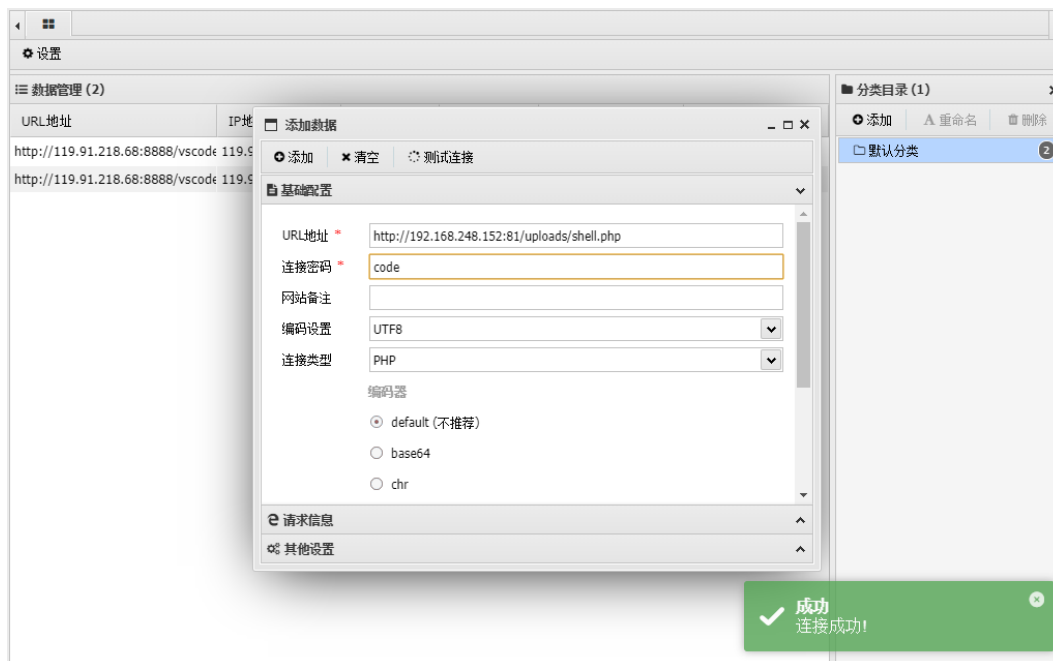 设置
数据管理 (2)
URL地址 IP地
http://119.91.218.68:8888/vscode 119.9
http://119.91.218.68:8888/vscode 119.9
添加数据
添加 清空 测试连接
基础配置
URL地址 * http://192.168.248.152:81/uploads/shell.php
连接密码 * code
网站备注
编码设置 UTF8
连接类型 PHP
编码器
default (不推荐)
base64
chr
请求信息
其他设置
分类目录 (1)
添加 A 重命名 删除
默认分类 2
成功
连接成功!